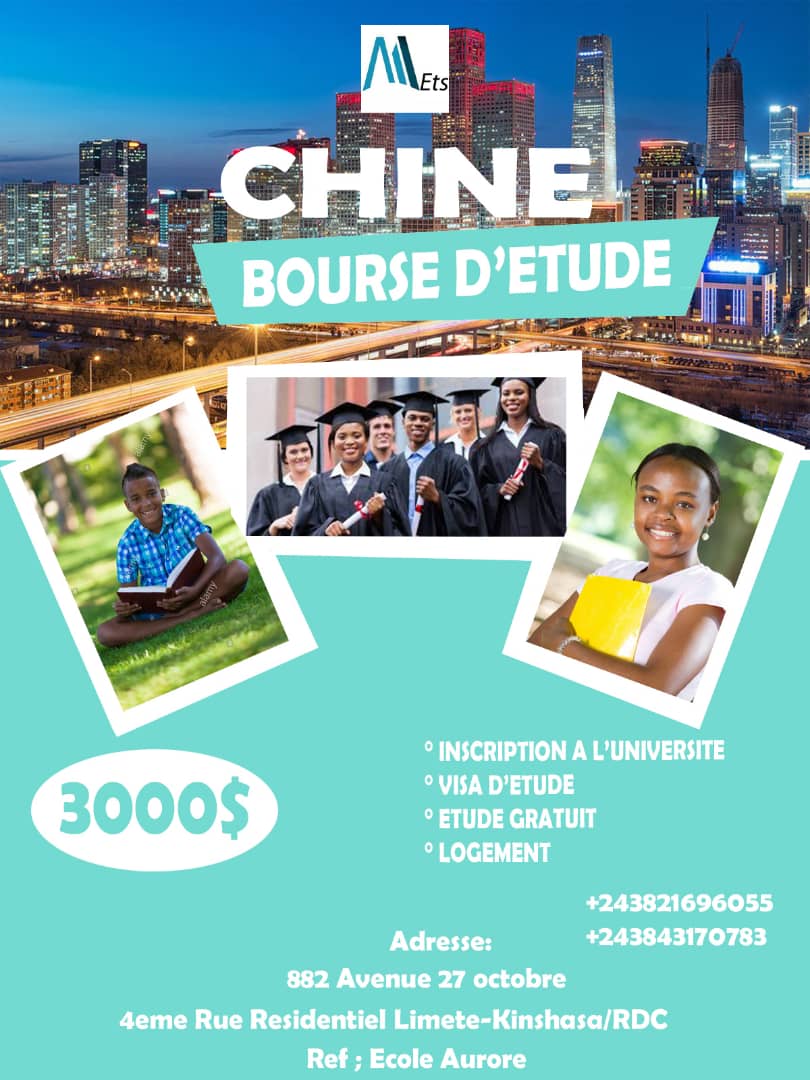 Ets
CHINE
BOURSE D'ETUDE
alamy
alamy
3000$
° INSCRIPTION A L'UNIVERSITE
° VISA D'ETUDE
° ETUDE GRATUIT
° LOGEMENT
+243821696055
+243843170783
Adresse:
882 Avenue 27 octobre
4eme Rue Residentiel Limete-Kinshasa/RDC
Ref ; Ecole Aurore